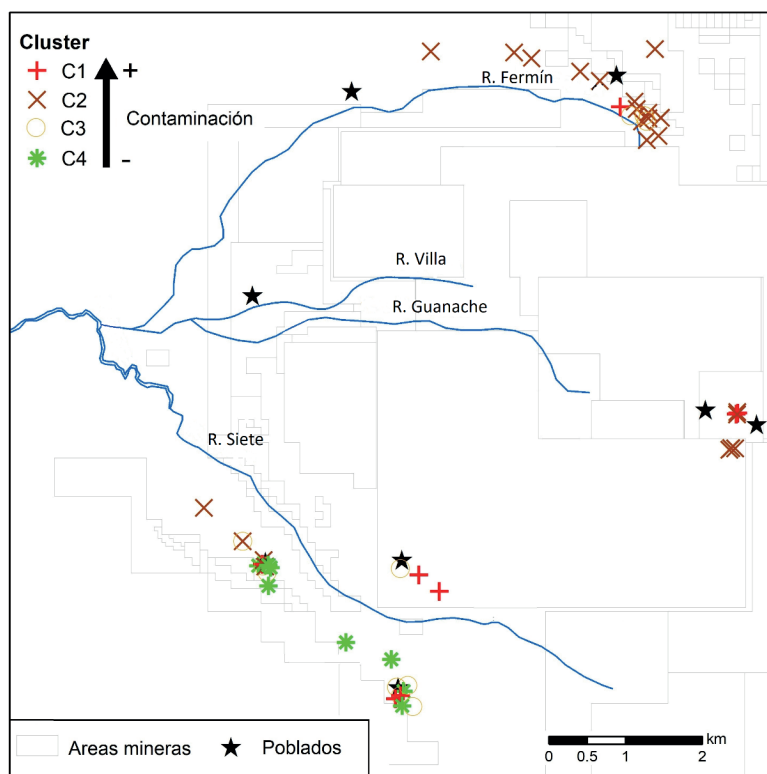 Cluster
C1
C2
C3
C4
+
Contaminación
-
R. Fermín
R. Villa
R. Guanache
R. Siete
Areas mineras
Poblados
km
0 0.5 1 2